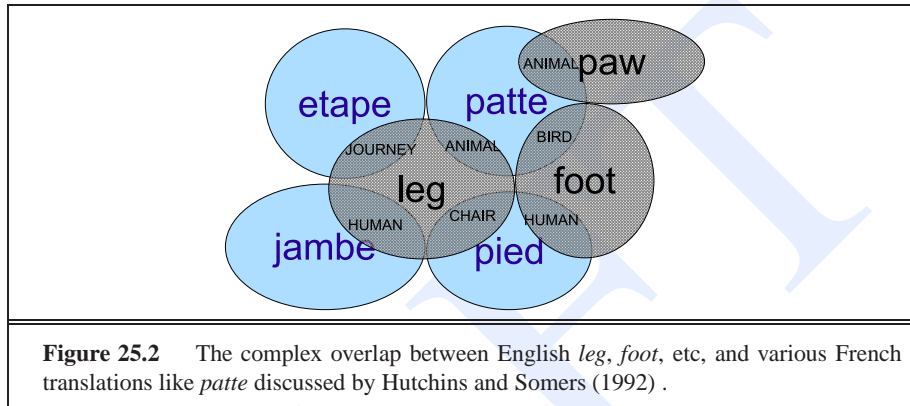 ANIMAL paw
etape patte
JOURNEY ANIMAL BIRD
leg foot
HUMAN CHAIR HUMAN
jambe pied
Figure 25.2 The complex overlap between English leg, foot, etc, and various French
translations like patte discussed by Hutchins and Somers (1992) .